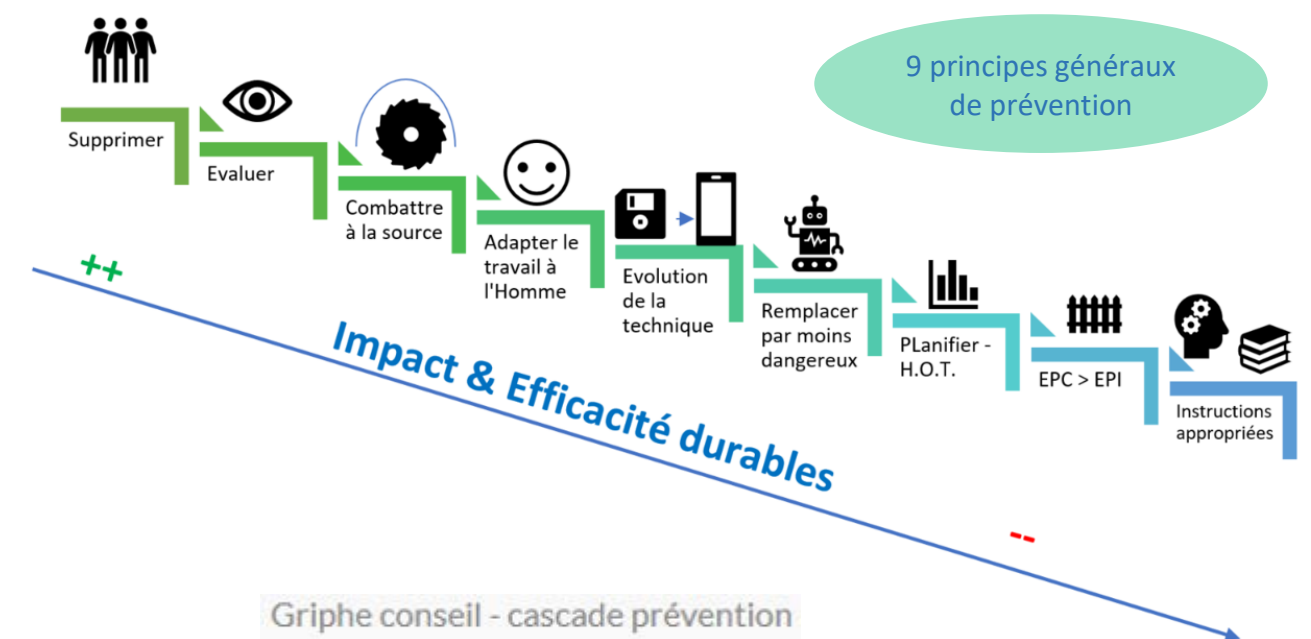 9 principes généraux
de prévention
Supprimer
Evaluer
Combattre
à la source
Adapter le
travail à
l'Homme
Evolution
de la
technique
Remplacer
par moins
dangereux
PLanifier -
H.O.T.
EPC > EPI
Instructions
appropriées
++
Impact & Efficacité durables
--
Griphe conseil - cascade prévention